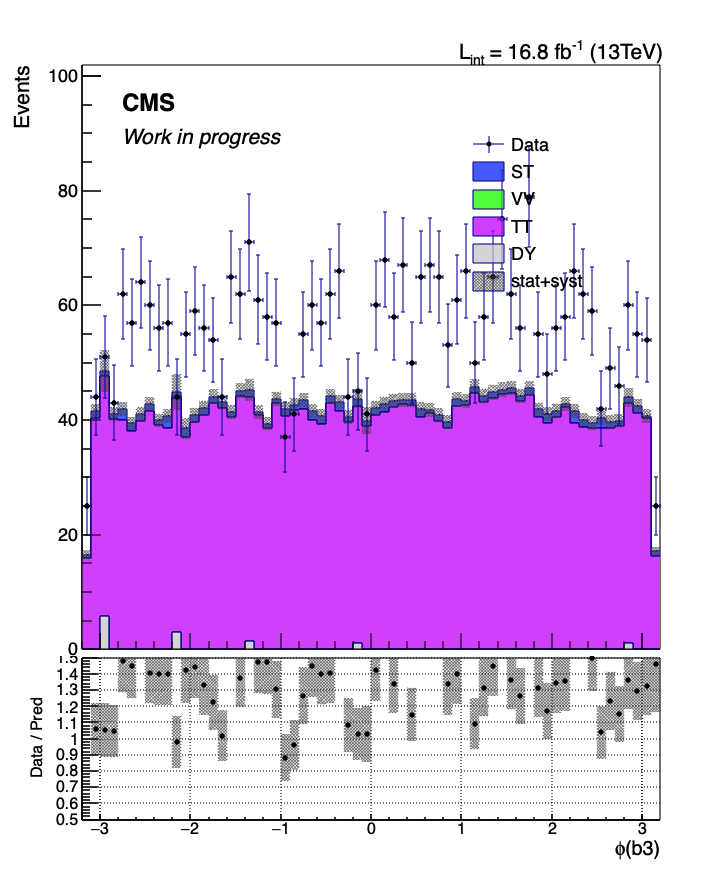 L_int = 16.8 fb^-1 (13TeV)
Events
100
CMS
Work in progress
Data
ST
VV
TT
DY
stat+syst
80
60
40
20
0
Data / Pred
1.5
1.4
1.3
1.2
1.1
1
0.9
0.8
0.7
0.6
0.5
−3 −2 −1 0 1 2 3
ϕ(b3)